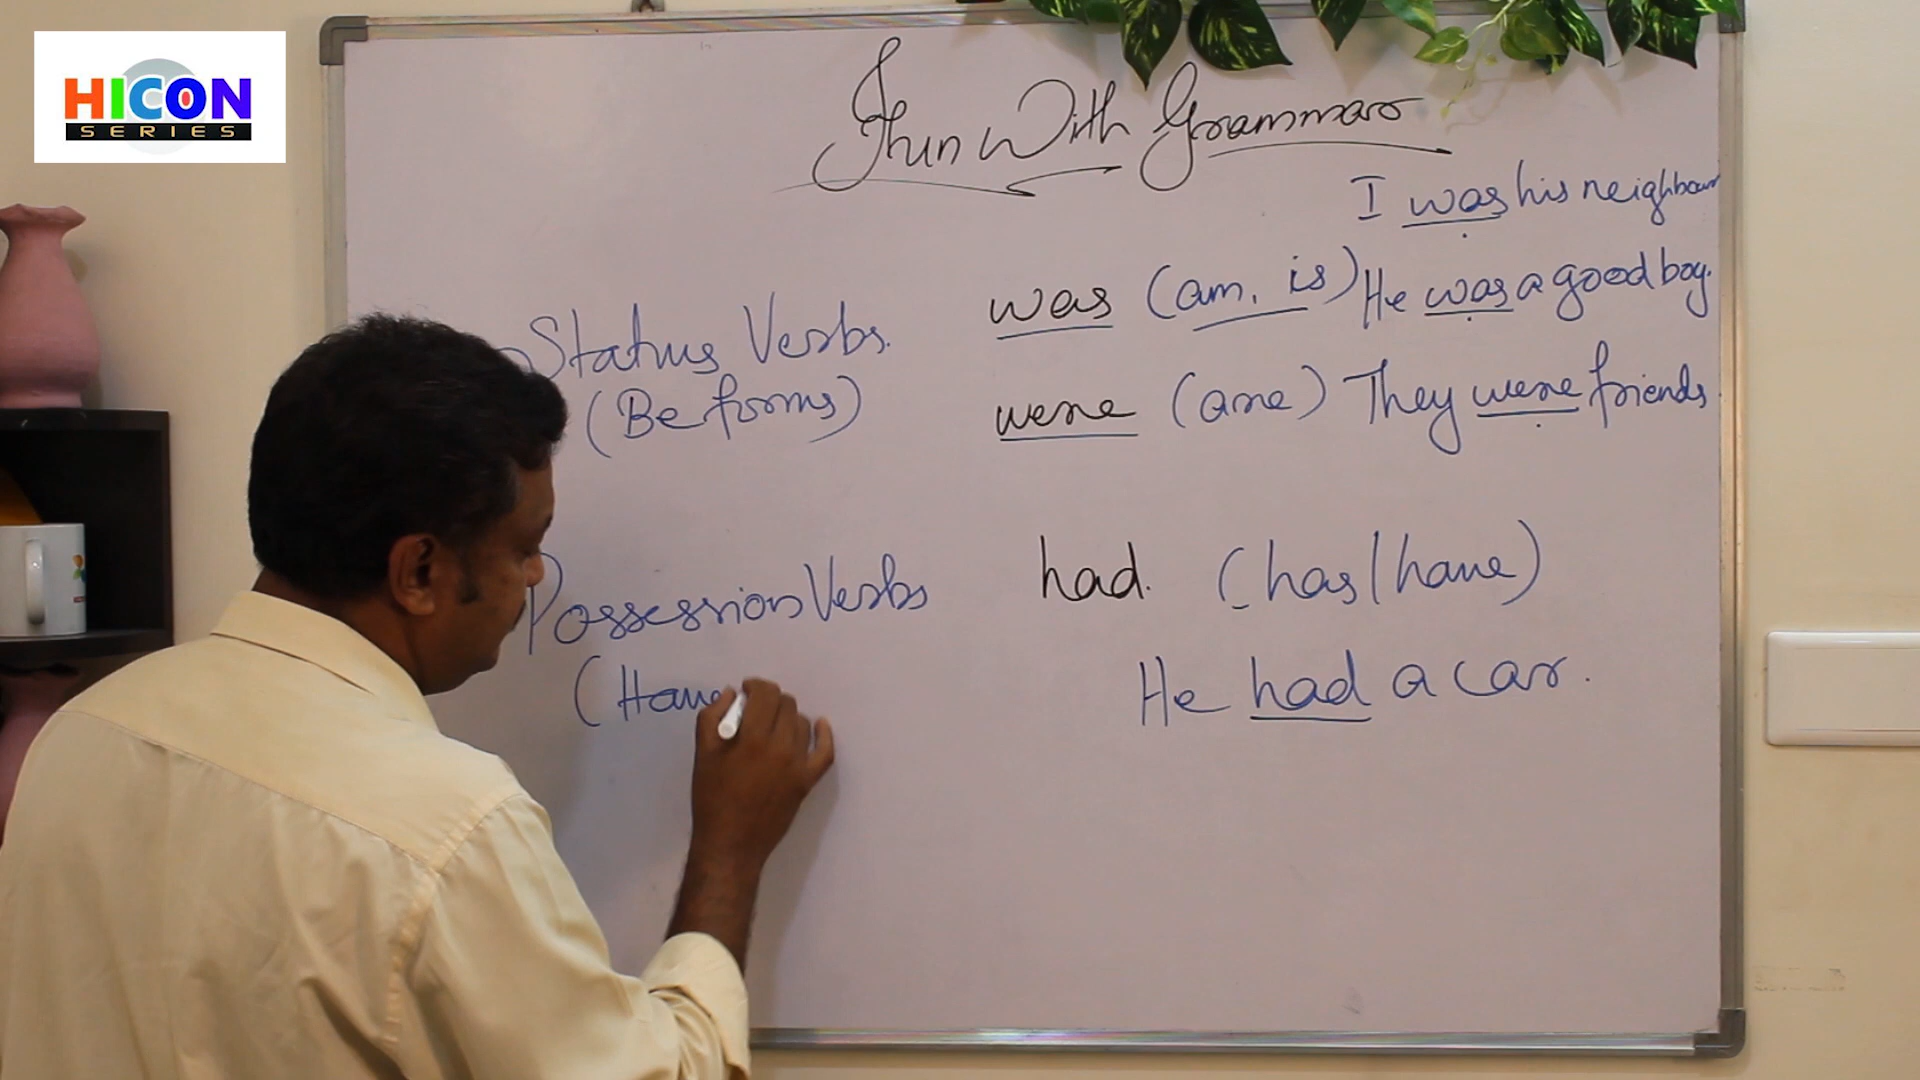 HICON
SERIES
Fun With Grammar
I was his neighbour
Status Verbs.
(Be forms)
was (am, is) He was a good boy.
were (are) They were friends.
Possession Verbs
(Have
had. (has/have)
He had a car.